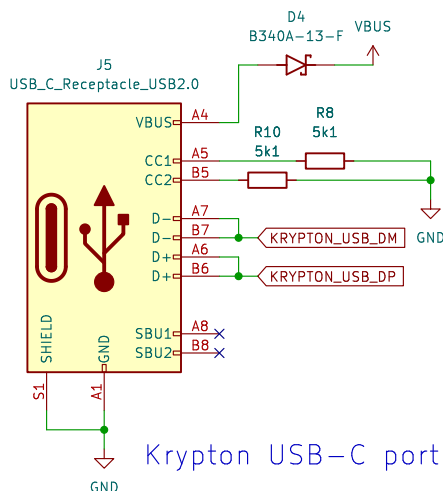 D4
B340A-13-F
VBUS
J5
USB_C_Receptacle_USB2.0
VBUS A4
R8
5k1
R10
5k1
CC1 A5
CC2 B5
GND
D- A7
D- B7
KRYPTON_USB_DM
D+ A6
D+ B6
KRYPTON_USB_DP
SBU1 A8
SBU2 B8
SHIELD
GND
S1
A1
Krypton USB-C port
GND